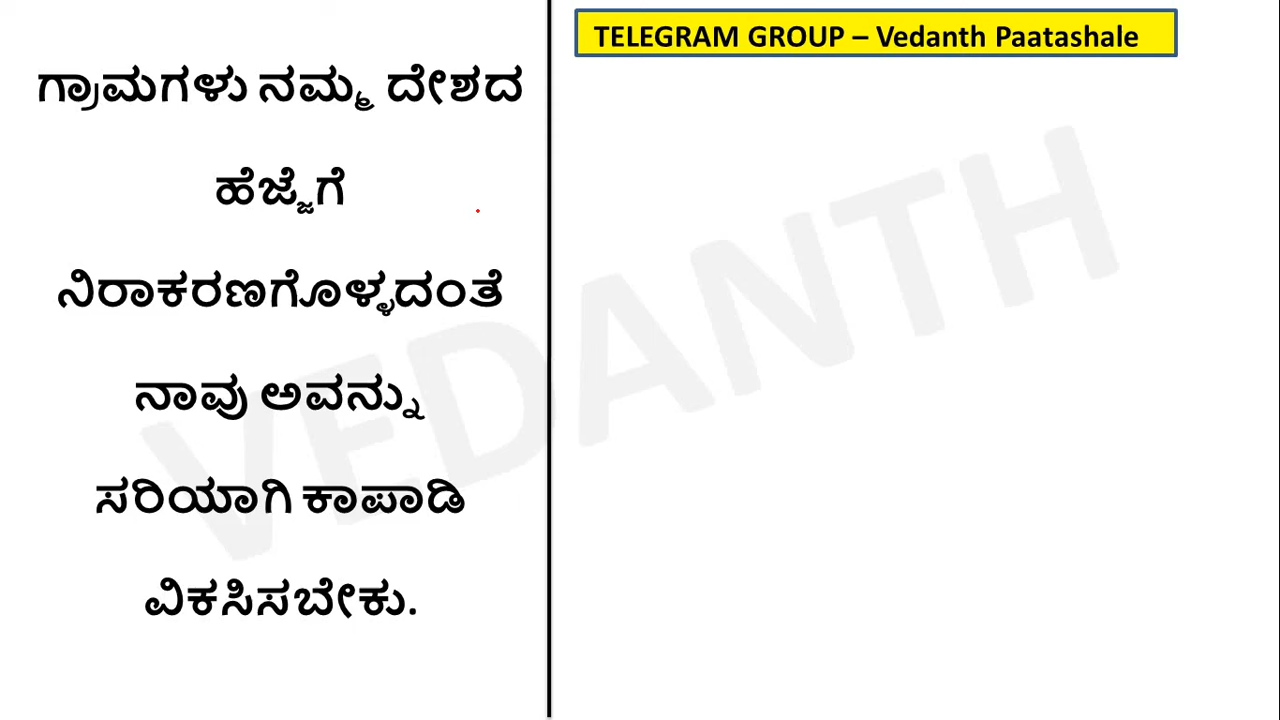 ಗ್ರಾಮಗಳು ನಮ್ಮ ದೇಶದ
ಹೆಜ್ಜೆಗೆ
ನಿರಾಕರಣಗೊಳ್ಳದಂತೆ
ನಾವು ಅವನ್ನು
ಸರಿಯಾಗಿ ಕಾಪಾಡಿ
ವಿಕಸಿಸಬೇಕು.
TELEGRAM GROUP – Vedanth Paatashale
VEDANTH